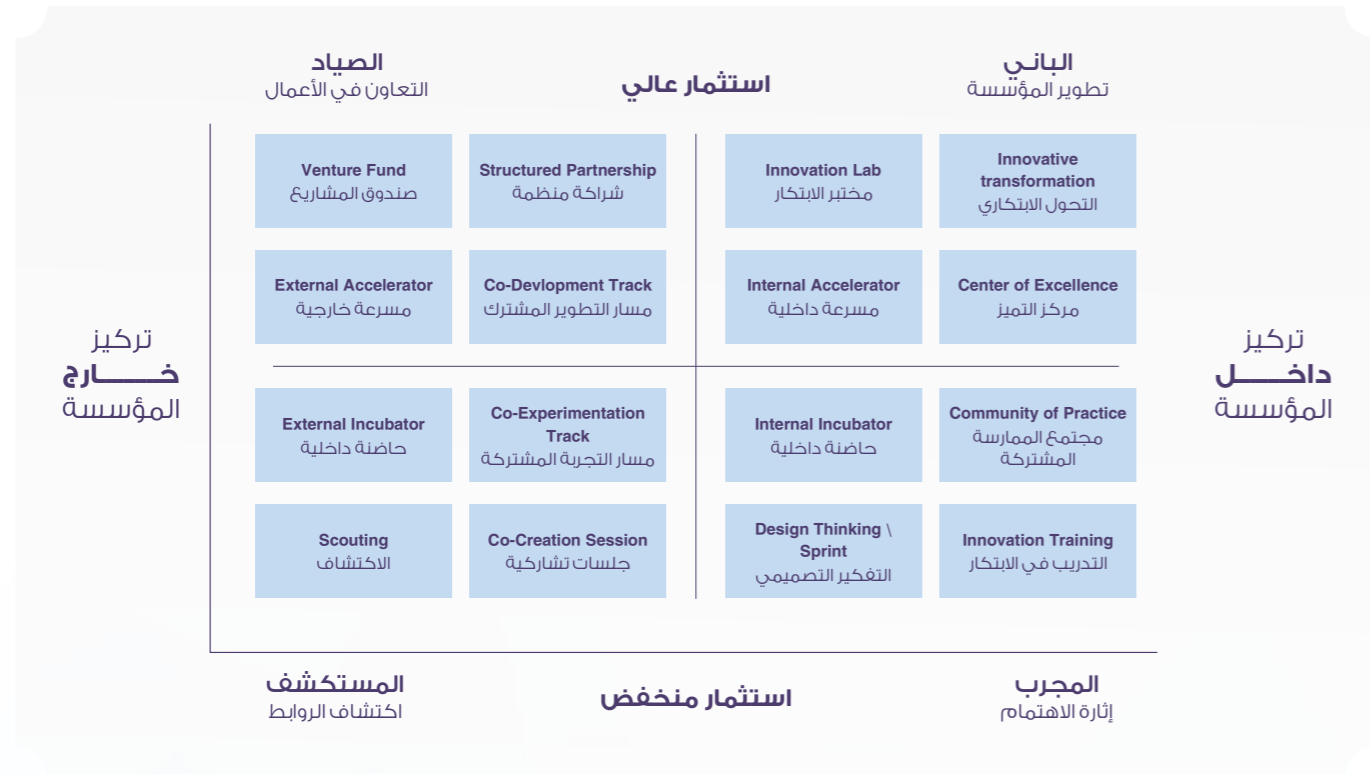 الباني
تطوير المؤسسة
استثمار عالي
الصياد
التعاون في الأعمال
Venture Fund
صندوق المشاريع
Structured Partnership
شراكة منظمة
Innovation Lab
مختبر الابتكار
Innovative
transformation
التحول الابتكاري
External Accelerator
مسرعة خارجية
Co-Devlopment Track
مسار التطوير المشترك
Internal Accelerator
مسرعة داخلية
Center of Excellence
مركز التميز
تركيز
خـــــارج
المؤسسة
تركيز
داخـــــل
المؤسسة
External Incubator
حاضنة داخلية
Co-Experimentation
Track
مسار التجربة المشتركة
Internal Incubator
حاضنة داخلية
Community of Practice
مجتمع الممارسة
المشتركة
Scouting
الاكتشاف
Co-Creation Session
جلسات تشاركية
Design Thinking \
Sprint
التفكير التصميمي
Innovation Training
التدريب في الابتكار
المجرب
إثارة الاهتمام
استثمار منخفض
المستكشف
اكتشاف الروابط